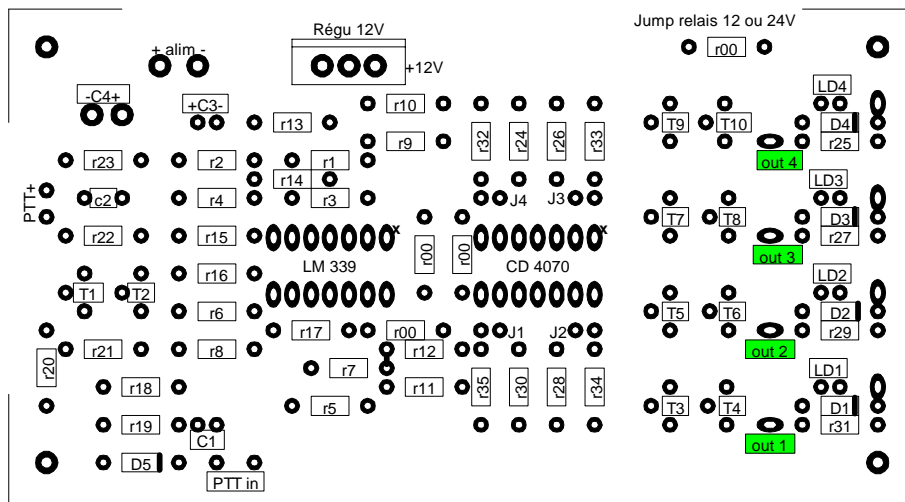 Régu 12V
Jump relais 12 ou 24V
+ alim -
r00
+12V
-C4+
+C3-
r10
LD4
r13
T9
T10
D4
r9
r32
r24
r26
r33
r25
r23
r2
r1
out 4
r14
PTT+
c2
r4
r3
J4
J3
LD3
T7
T8
D3
r22
r15
x
x
r27
r00
r00
LM 339
CD 4070
out 3
r16
LD2
T1
T2
r6
T5
T6
D2
r17
r00
J1
J2
r29
r20
r21
r8
r12
out 2
r7
r18
r11
r35
r30
r28
r34
LD1
r5
T3
T4
D1
r19
C1
r31
out 1
D5
PTT in